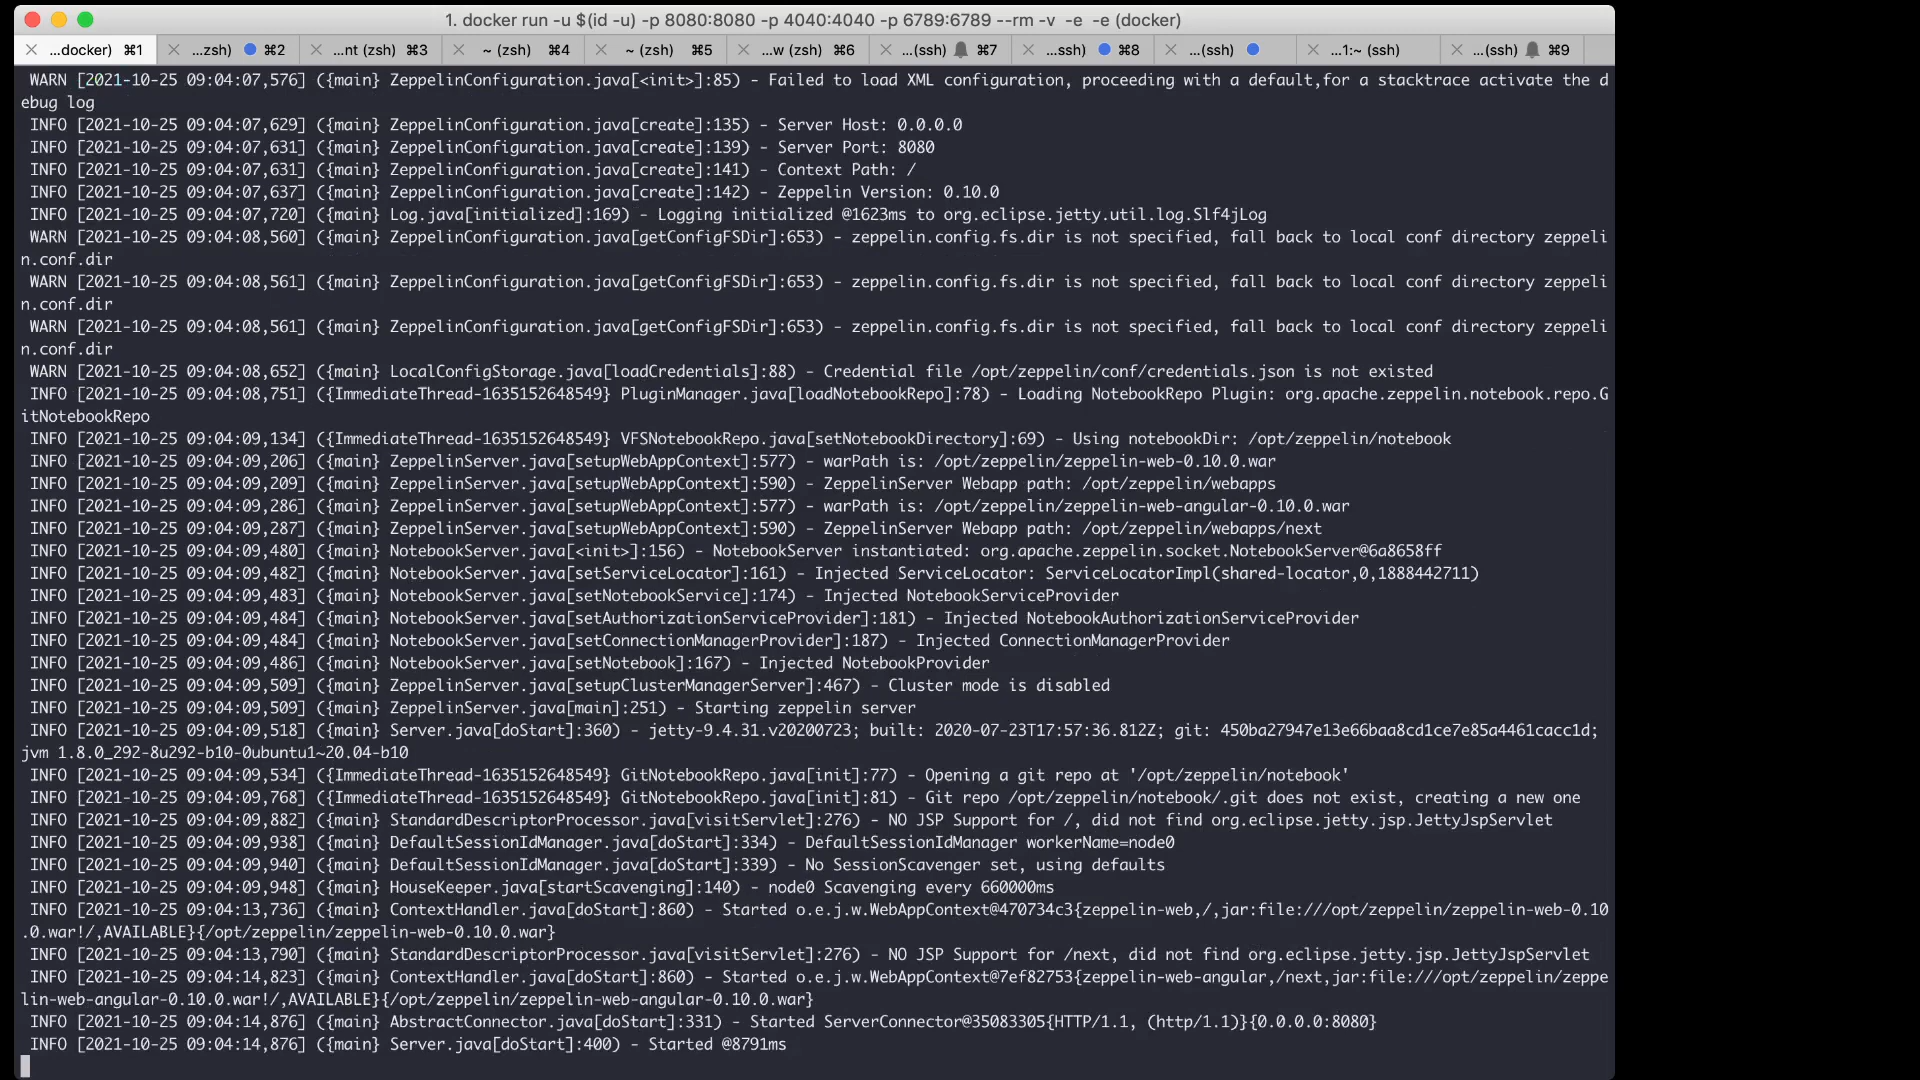 1. docker run -u $(id -u) -p 8080:8080 -p 4040:4040 -p 6789:6789 --rm -v -e -e (docker)
...docker) ⌘1 ...zsh) ⌘2 ...nt (zsh) ⌘3 ~ (zsh) ⌘4 ~ (zsh) ⌘5 ...w (zsh) ⌘6 ...(ssh) ⌘7 ...ssh) ⌘8 ...(ssh) ...1:~ (ssh) ...(ssh) ⌘9
WARN [2021-10-25 09:04:07,576] ({main} ZeppelinConfiguration.java[<init>]:85) - Failed to load XML configuration, proceeding with a default,for a stacktrace activate the d
ebug log
INFO [2021-10-25 09:04:07,629] ({main} ZeppelinConfiguration.java[create]:135) - Server Host: 0.0.0.0
INFO [2021-10-25 09:04:07,631] ({main} ZeppelinConfiguration.java[create]:139) - Server Port: 8080
INFO [2021-10-25 09:04:07,631] ({main} ZeppelinConfiguration.java[create]:141) - Context Path: /
INFO [2021-10-25 09:04:07,637] ({main} ZeppelinConfiguration.java[create]:142) - Zeppelin Version: 0.10.0
INFO [2021-10-25 09:04:07,720] ({main} Log.java[initialized]:169) - Logging initialized @1623ms to org.eclipse.jetty.util.log.Slf4jLog
WARN [2021-10-25 09:04:08,560] ({main} ZeppelinConfiguration.java[getConfigFSDir]:653) - zeppelin.config.fs.dir is not specified, fall back to local conf directory zeppeli
n.conf.dir
WARN [2021-10-25 09:04:08,561] ({main} ZeppelinConfiguration.java[getConfigFSDir]:653) - zeppelin.config.fs.dir is not specified, fall back to local conf directory zeppeli
n.conf.dir
WARN [2021-10-25 09:04:08,561] ({main} ZeppelinConfiguration.java[getConfigFSDir]:653) - zeppelin.config.fs.dir is not specified, fall back to local conf directory zeppeli
n.conf.dir
WARN [2021-10-25 09:04:08,652] ({main} LocalConfigStorage.java[loadCredentials]:88) - Credential file /opt/zeppelin/conf/credentials.json is not existed
INFO [2021-10-25 09:04:08,751] ({ImmediateThread-1635152648549} PluginManager.java[loadNotebookRepo]:78) - Loading NotebookRepo Plugin: org.apache.zeppelin.notebook.repo.G
itNotebookRepo
INFO [2021-10-25 09:04:09,134] ({ImmediateThread-1635152648549} VFSNotebookRepo.java[setNotebookDirectory]:69) - Using notebookDir: /opt/zeppelin/notebook
INFO [2021-10-25 09:04:09,206] ({main} ZeppelinServer.java[setupWebAppContext]:577) - warPath is: /opt/zeppelin/zeppelin-web-0.10.0.war
INFO [2021-10-25 09:04:09,209] ({main} ZeppelinServer.java[setupWebAppContext]:590) - ZeppelinServer Webapp path: /opt/zeppelin/webapps
INFO [2021-10-25 09:04:09,286] ({main} ZeppelinServer.java[setupWebAppContext]:577) - warPath is: /opt/zeppelin/zeppelin-web-angular-0.10.0.war
INFO [2021-10-25 09:04:09,287] ({main} ZeppelinServer.java[setupWebAppContext]:590) - ZeppelinServer Webapp path: /opt/zeppelin/webapps/next
INFO [2021-10-25 09:04:09,480] ({main} NotebookServer.java[<init>]:156) - NotebookServer instantiated: org.apache.zeppelin.socket.NotebookServer@6a8658ff
INFO [2021-10-25 09:04:09,482] ({main} NotebookServer.java[setServiceLocator]:161) - Injected ServiceLocator: ServiceLocatorImpl(shared-locator,0,1888442711)
INFO [2021-10-25 09:04:09,483] ({main} NotebookServer.java[setNotebookService]:174) - Injected NotebookServiceProvider
INFO [2021-10-25 09:04:09,484] ({main} NotebookServer.java[setAuthorizationServiceProvider]:181) - Injected NotebookAuthorizationServiceProvider
INFO [2021-10-25 09:04:09,484] ({main} NotebookServer.java[setConnectionManagerProvider]:187) - Injected ConnectionManagerProvider
INFO [2021-10-25 09:04:09,486] ({main} NotebookServer.java[setNotebook]:167) - Injected NotebookProvider
INFO [2021-10-25 09:04:09,509] ({main} ZeppelinServer.java[setupClusterManagerServer]:467) - Cluster mode is disabled
INFO [2021-10-25 09:04:09,509] ({main} ZeppelinServer.java[main]:251) - Starting zeppelin server
INFO [2021-10-25 09:04:09,518] ({main} Server.java[doStart]:360) - jetty-9.4.31.v20200723; built: 2020-07-23T17:57:36.812Z; git: 450ba27947e13e66baa8cd1ce7e85a4461cacc1d;
jvm 1.8.0_292-8u292-b10-0ubuntu1~20.04-b10
INFO [2021-10-25 09:04:09,534] ({ImmediateThread-1635152648549} GitNotebookRepo.java[init]:77) - Opening a git repo at '/opt/zeppelin/notebook'
INFO [2021-10-25 09:04:09,768] ({ImmediateThread-1635152648549} GitNotebookRepo.java[init]:81) - Git repo /opt/zeppelin/notebook/.git does not exist, creating a new one
INFO [2021-10-25 09:04:09,882] ({main} StandardDescriptorProcessor.java[visitServlet]:276) - NO JSP Support for /, did not find org.eclipse.jetty.jsp.JettyJspServlet
INFO [2021-10-25 09:04:09,938] ({main} DefaultSessionIdManager.java[doStart]:334) - DefaultSessionIdManager workerName=node0
INFO [2021-10-25 09:04:09,940] ({main} DefaultSessionIdManager.java[doStart]:339) - No SessionScavenger set, using defaults
INFO [2021-10-25 09:04:09,948] ({main} HouseKeeper.java[startScavenging]:140) - node0 Scavenging every 660000ms
INFO [2021-10-25 09:04:13,736] ({main} ContextHandler.java[doStart]:860) - Started o.e.j.w.WebAppContext@470734c3{zeppelin-web,/,jar:file:///opt/zeppelin/zeppelin-web-0.10
.0.war!/,AVAILABLE}{/opt/zeppelin/zeppelin-web-0.10.0.war}
INFO [2021-10-25 09:04:13,790] ({main} StandardDescriptorProcessor.java[visitServlet]:276) - NO JSP Support for /next, did not find org.eclipse.jetty.jsp.JettyJspServlet
INFO [2021-10-25 09:04:14,823] ({main} ContextHandler.java[doStart]:860) - Started o.e.j.w.WebAppContext@7ef82753{zeppelin-web-angular,/next,jar:file:///opt/zeppelin/zeppe
lin-web-angular-0.10.0.war!/,AVAILABLE}{/opt/zeppelin/zeppelin-web-angular-0.10.0.war}
INFO [2021-10-25 09:04:14,876] ({main} AbstractConnector.java[doStart]:331) - Started ServerConnector@35083305{HTTP/1.1, (http/1.1)}{0.0.0.0:8080}
INFO [2021-10-25 09:04:14,876] ({main} Server.java[doStart]:400) - Started @8791ms